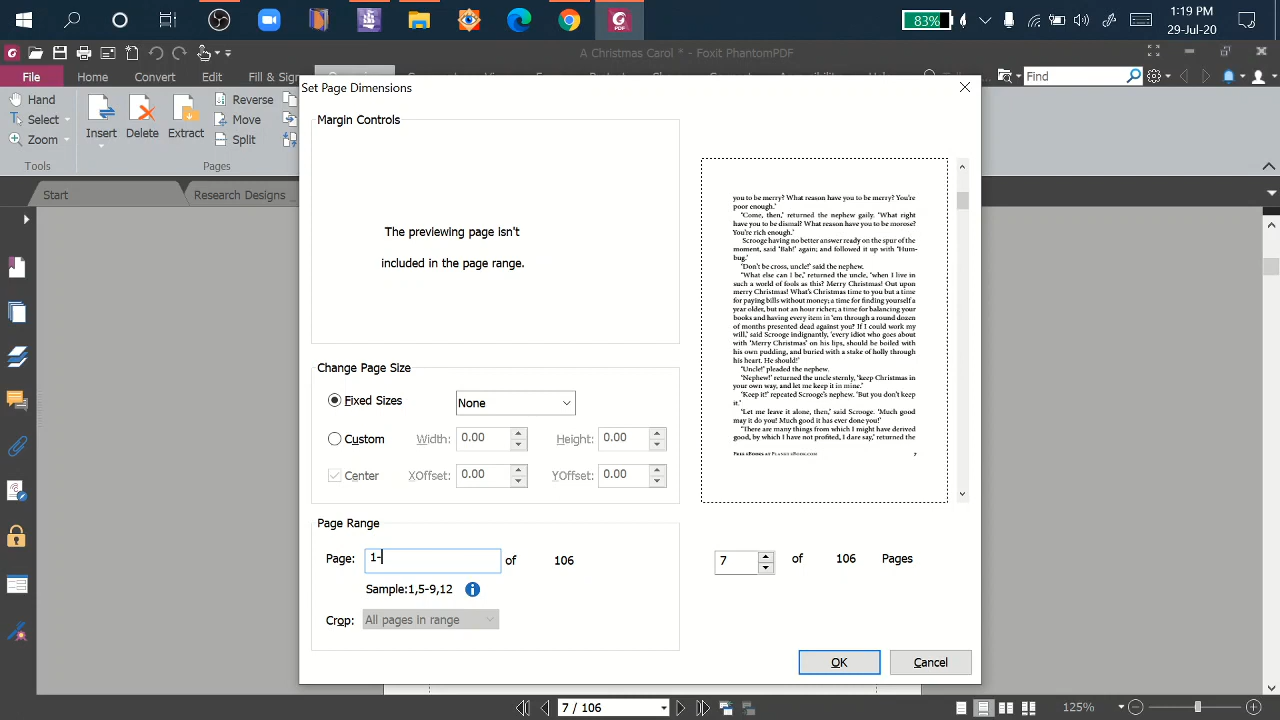 83%
1:19 PM
29-Jul-20
A Christmas Carol * - Foxit PhantomPDF
File
Home
Convert
Edit
Fill & Sign
Find
Hand
Select
Zoom
Tools
Insert
Delete
Extract
Reverse
Move
Split
Pages
Start
Research Designs _
Set Page Dimensions
Margin Controls
The previewing page isn't
included in the page range.
Change Page Size
Fixed Sizes
None
Custom
Width:
0.00
Height:
0.00
Center
XOffset:
0.00
YOffset:
0.00
Page Range
Page:
1-
of
106
Sample:1,5-9,12
Crop:
All pages in range
you to be merry? What reason have you to be merry? You're
poor enough.'
'Come, then,' returned the nephew gaily. 'What right
have you to be dismal? What reason have you to be morose?
You're rich enough.'
Scrooge having no better answer ready on the spur of the
moment, said 'Bah!' again; and followed it up with 'Hum-
bug.'
'Don't be cross, uncle!' said the nephew.
'What else can I be,' returned the uncle, 'when I live in
such a world of fools as this? Merry Christmas! Out upon
merry Christmas! What's Christmas time to you but a time
for paying bills without money; a time for finding yourself a
year older, but not an hour richer; a time for balancing your
books and having every item in 'em through a round dozen
of months presented dead against you? If I could work my
will,' said Scrooge indignantly, 'every idiot who goes about
with 'Merry Christmas' on his lips, should be boiled with
his own pudding, and buried with a stake of holly through
his heart. He should!'
'Uncle!' pleaded the nephew.
'Nephew!' returned the uncle sternly, 'keep Christmas in
your own way, and let me keep it in mine.'
'Keep it!' repeated Scrooge's nephew. 'But you don't keep
it.'
'Let me leave it alone, then,' said Scrooge. 'Much good
may it do you! Much good it has ever done you!'
'There are many things from which I might have derived
good, by which I have not profited, I dare say,' returned the
Free eBooks at Planet eBook.com
7
7
of
106
Pages
OK
Cancel
7 / 106
125%